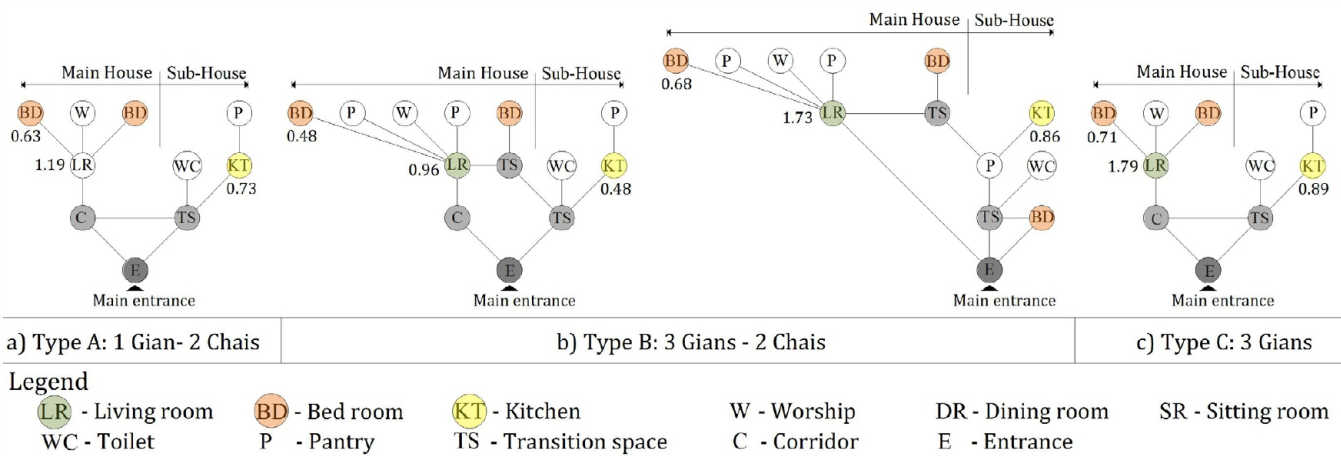 Main House Sub-House
Main House Sub-House
Main House Sub-House
Main House Sub-House
BD W BD P
0.63
1.19 LR WC KT
0.73
C TS
E
Main entrance
BD P W P BD P
0.48
0.96 LR TS WC KT
0.48
C TS
E
Main entrance
BD P W P BD
0.68
1.73 LR TS KT
0.86
P WC
TS BD
E
Main entrance
BD W BD P
0.71
1.79 LR WC KT
0.89
C TS
E
Main entrance
a) Type A: 1 Gian- 2 Chais b) Type B: 3 Gians - 2 Chais c) Type C: 3 Gians
Legend
LR - Living room BD - Bed room KT - Kitchen W - Worship DR - Dining room SR - Sitting room
WC - Toilet P - Pantry TS - Transition space C - Corridor E - Entrance